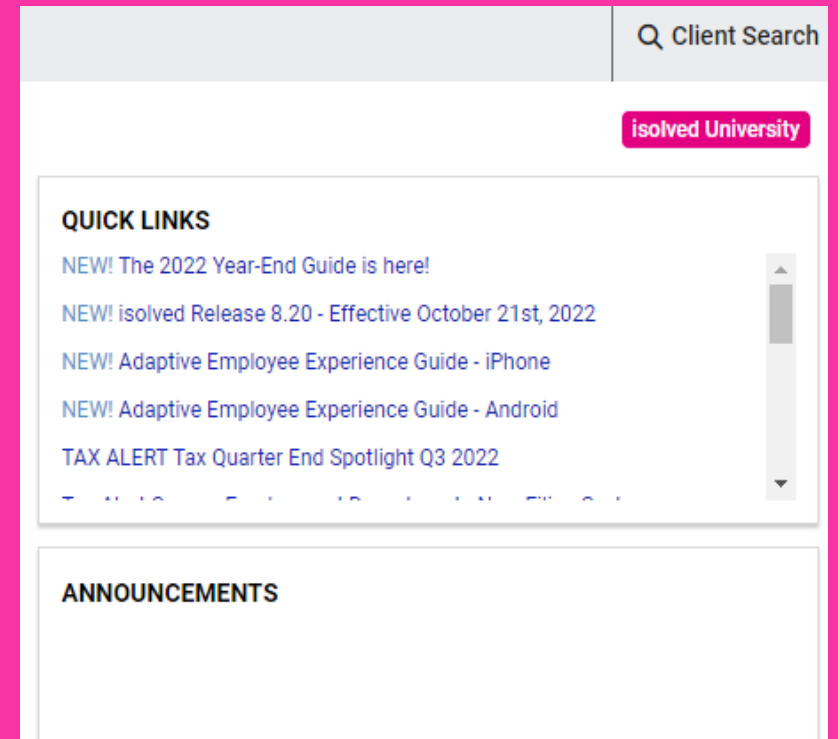 Client Search
isolved University
QUICK LINKS
NEW! The 2022 Year-End Guide is here!
NEW! isolved Release 8.20 - Effective October 21st, 2022
NEW! Adaptive Employee Experience Guide - iPhone
NEW! Adaptive Employee Experience Guide - Android
TAX ALERT Tax Quarter End Spotlight Q3 2022
ANNOUNCEMENTS